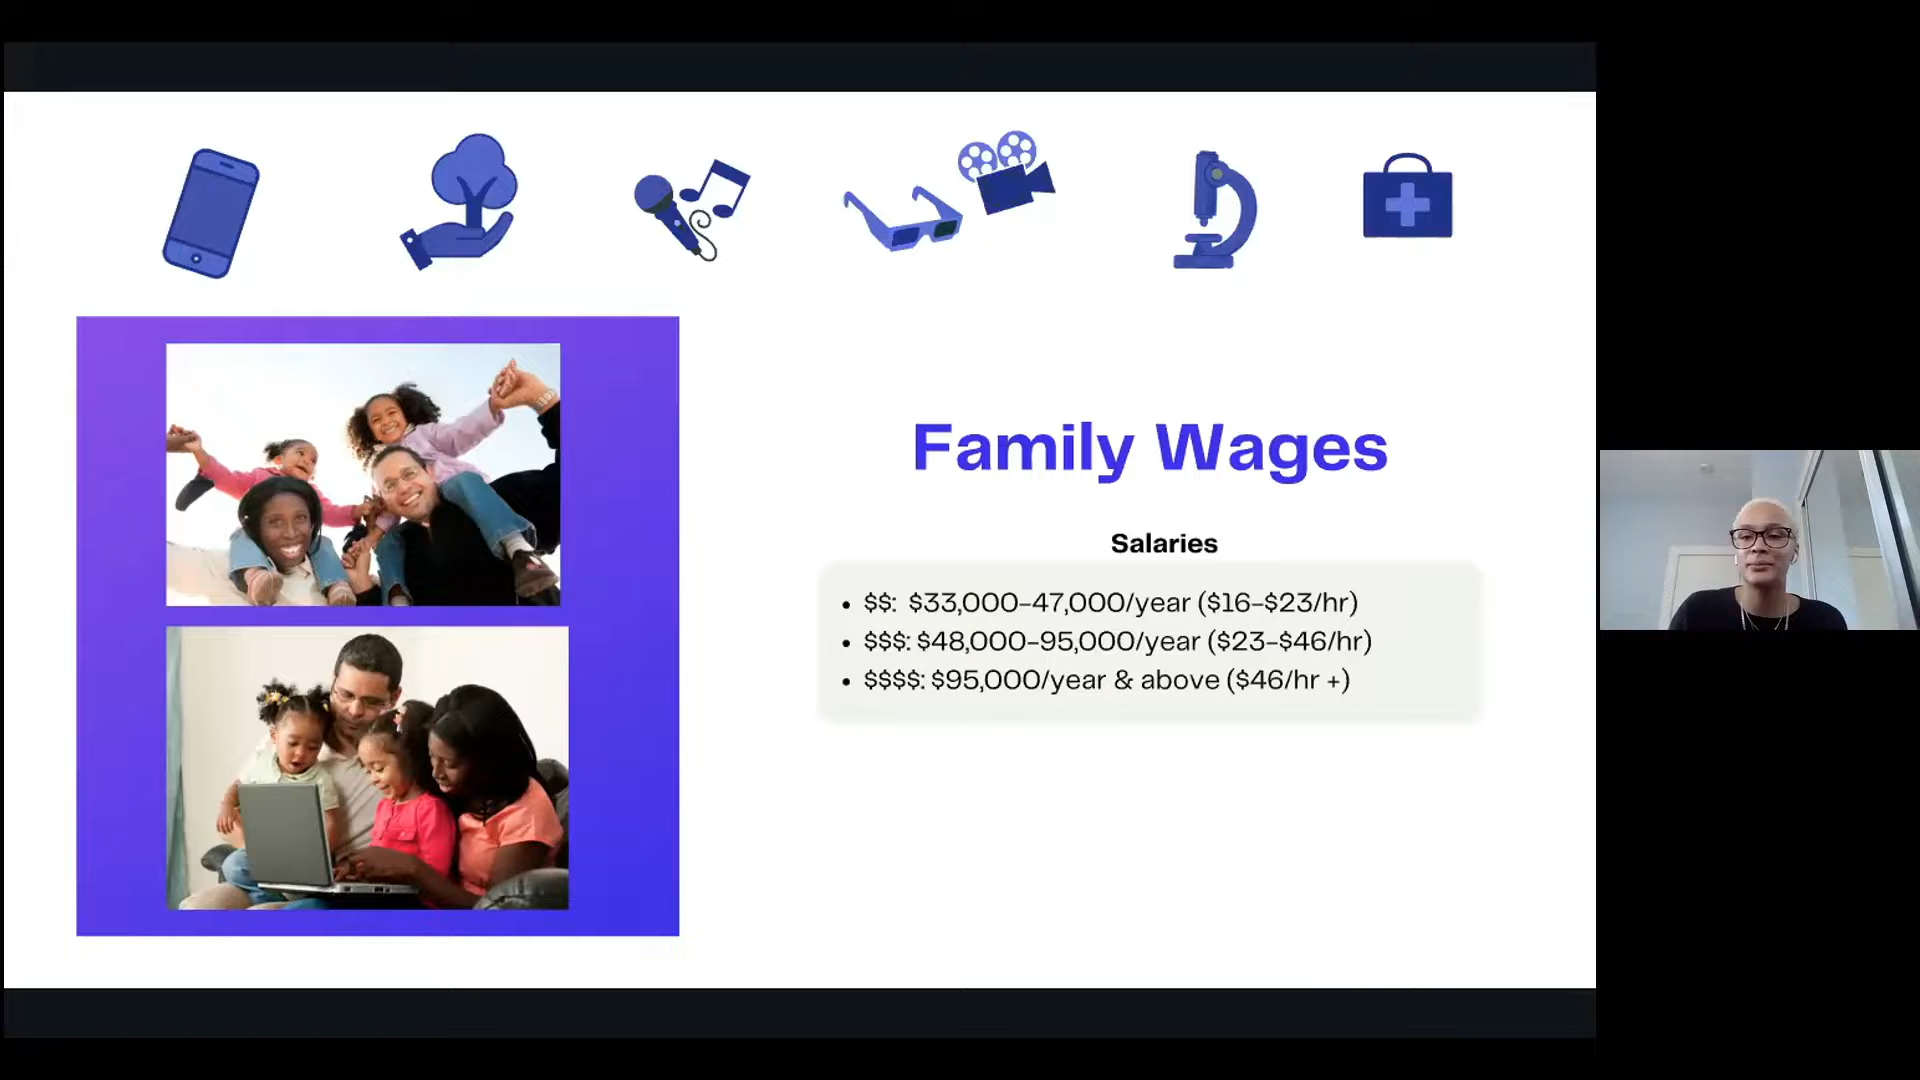 Family Wages
Salaries
• $$: $33,000–47,000/year ($16–$23/hr)
• $$$: $48,000–95,000/year ($23–$46/hr)
• $$$$: $95,000/year & above ($46/hr +)